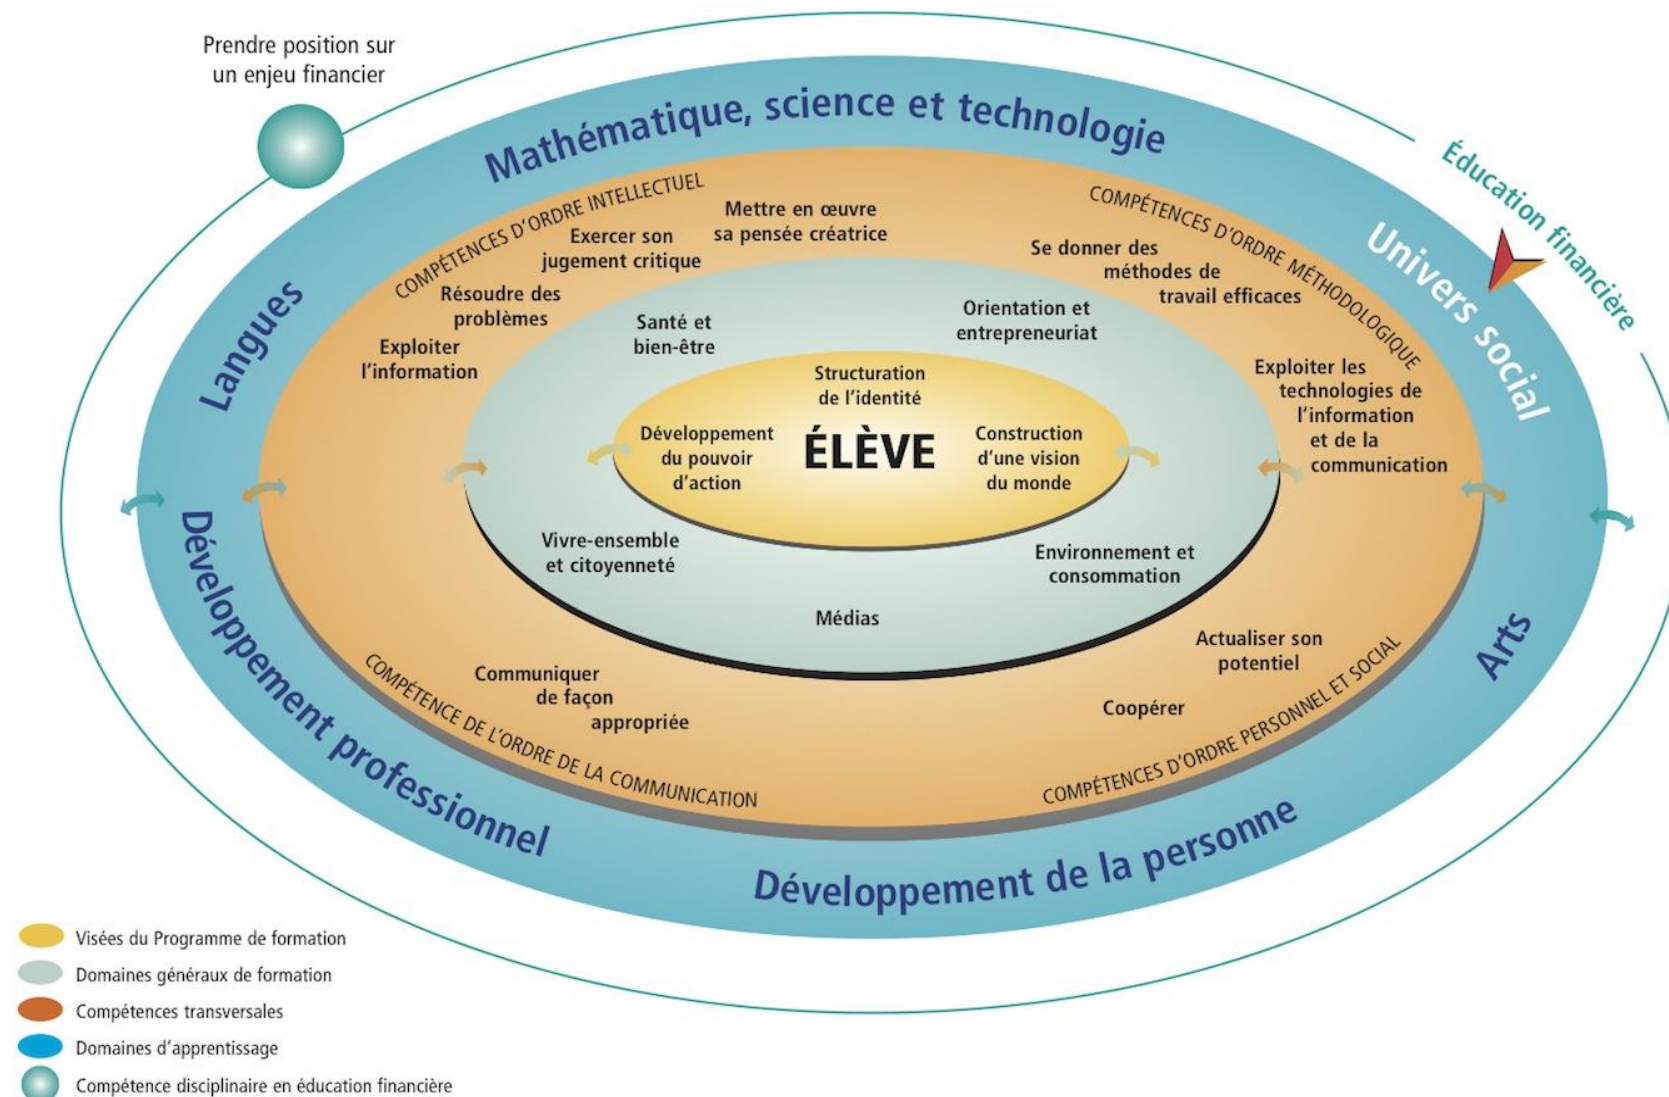 Prendre position sur
un enjeu financier
Éducation financière
Mathématique, science et technologie
Univers social
Langues
Arts
Développement professionnel
Développement de la personne
COMPÉTENCES D'ORDRE INTELLECTUEL
Mettre en œuvre
sa pensée créatrice
Exercer son
jugement critique
Résoudre des
problèmes
Exploiter
l'information
COMPÉTENCES D'ORDRE MÉTHODOLOGIQUE
Se donner des
méthodes de
travail efficaces
Exploiter les
technologies de
l'information
et de la
communication
Santé et
bien-être
Orientation et
entrepreneuriat
Structuration
de l'identité
Développement
du pouvoir
d'action
ÉLÈVE
Construction
d'une vision
du monde
Vivre-ensemble
et citoyenneté
Environnement et
consommation
Médias
Communiquer
de façon
appropriée
COMPÉTENCE DE L'ORDRE DE LA COMMUNICATION
Actualiser son
potentiel
Coopérer
COMPÉTENCES D'ORDRE PERSONNEL ET SOCIAL
Visées du Programme de formation
Domaines généraux de formation
Compétences transversales
Domaines d'apprentissage
Compétence disciplinaire en éducation financière